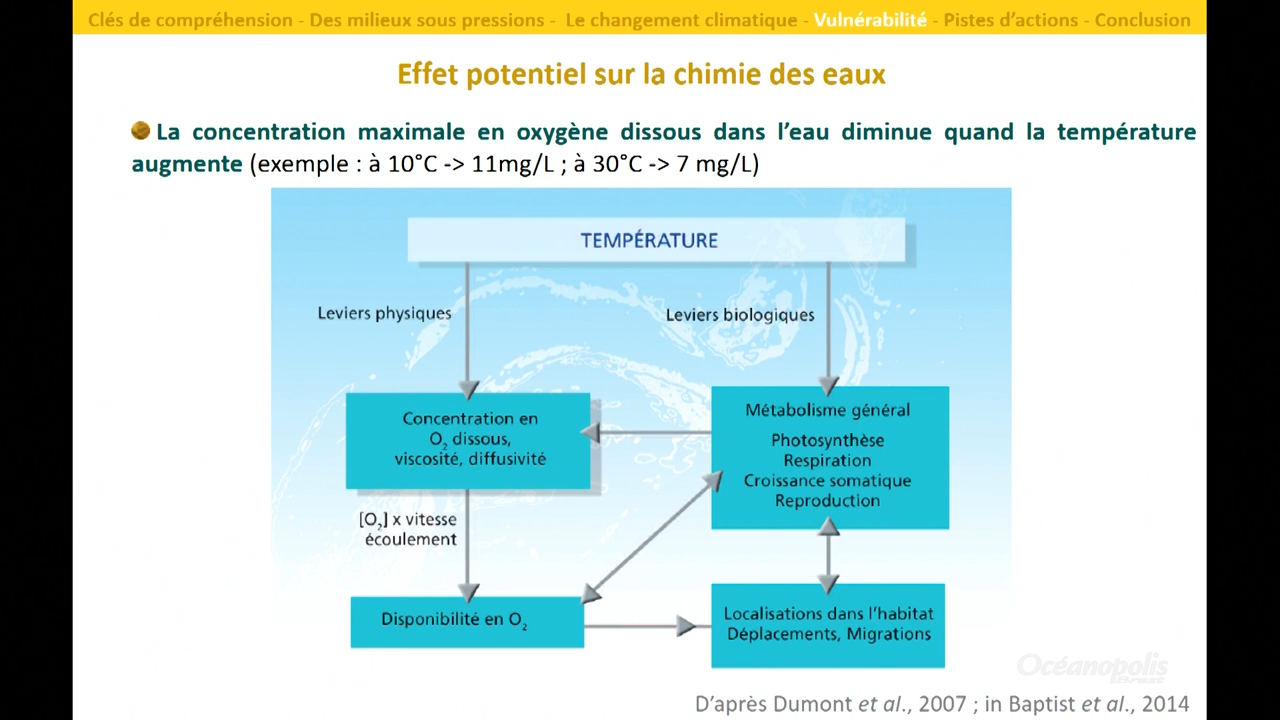 Clés de compréhension - Des milieux sous pressions - Le changement climatique - Vulnérabilité - Pistes d'actions - Conclusion
Effet potentiel sur la chimie des eaux
La concentration maximale en oxygène dissous dans l'eau diminue quand la température
augmente (exemple : à 10°C -> 11mg/L ; à 30°C -> 7 mg/L)
TEMPÉRATURE
Leviers physiques
Leviers biologiques
Concentration en
O₂ dissous,
viscosité, diffusivité
Métabolisme général
Photosynthèse
Respiration
Croissance somatique
Reproduction
[O₂] x vitesse
écoulement
Disponibilité en O₂
Localisations dans l'habitat
Déplacements, Migrations
Océanopolis
Brest
D'après Dumont et al., 2007 ; in Baptist et al., 2014